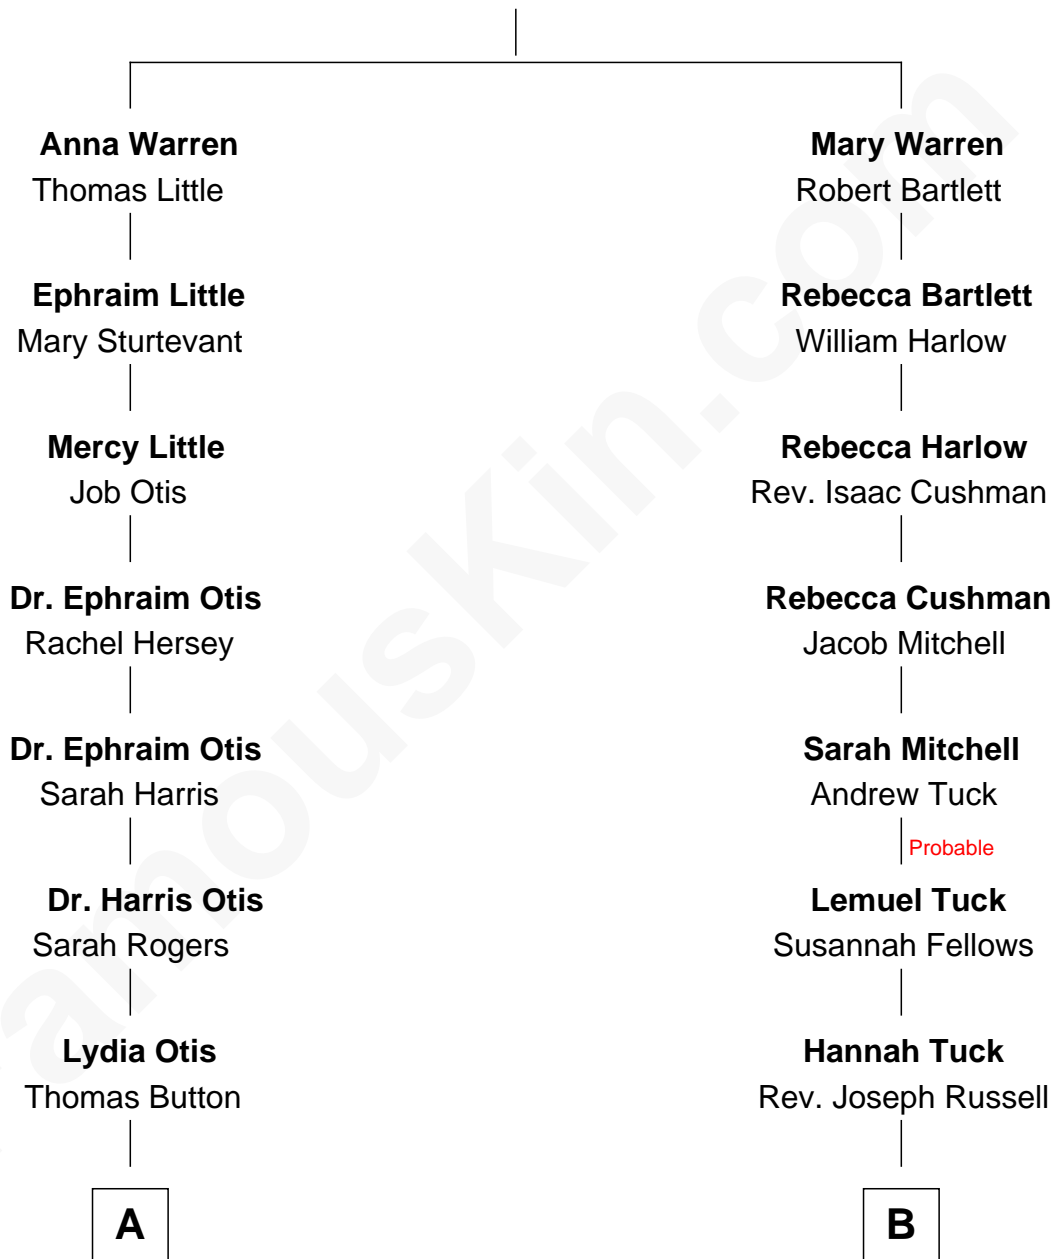 Anna Warren
Thomas Little
Mary Warren
Robert Bartlett
Ephraim Little
Mary Sturtevant
Rebecca Bartlett
William Harlow
Mercy Little
Job Otis
Rebecca Harlow
Rev. Isaac Cushman
Dr. Ephraim Otis
Rachel Hersey
Rebecca Cushman
Jacob Mitchell
Dr. Ephraim Otis
Sarah Harris
Sarah Mitchell
Andrew Tuck
Probable
Dr. Harris Otis
Sarah Rogers
Lemuel Tuck
Susannah Fellows
Lydia Otis
Thomas Button
Hannah Tuck
Rev. Joseph Russell
A
B
amouskin.com